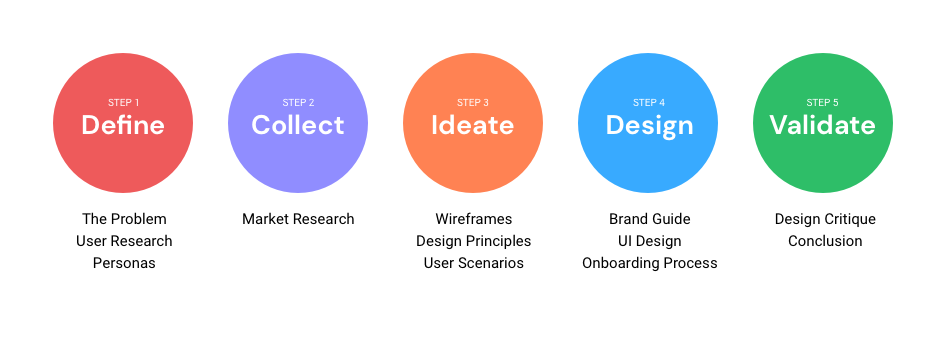 STEP 1
Define
The Problem
User Research
Personas
STEP 2
Collect
Market Research
STEP 3
Ideate
Wireframes
Design Principles
User Scenarios
STEP 4
Design
Brand Guide
UI Design
Onboarding Process
STEP 5
Validate
Design Critique
Conclusion